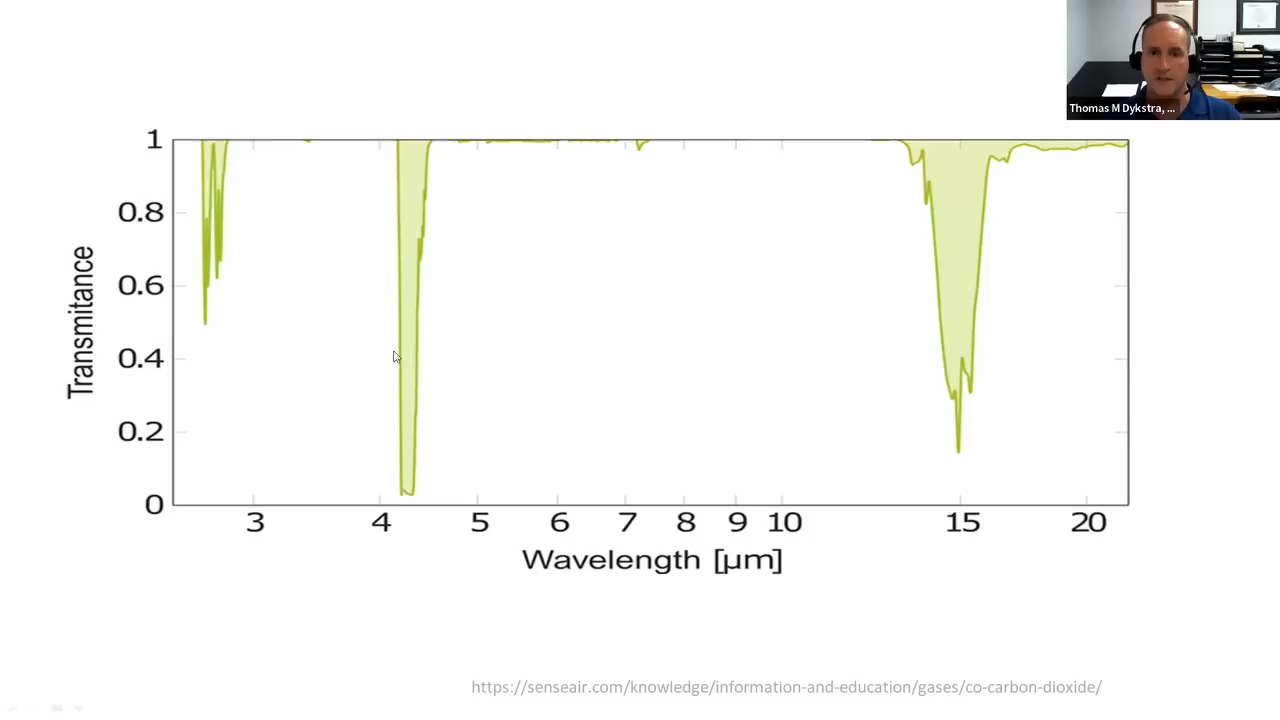 Thomas M Dykstra, ...
1
0.8
0.6
0.4
0.2
0
Transmitance
3 4 5 6 7 8 9 10 15 20
Wavelength [µm]
https://senseair.com/knowledge/information-and-education/gases/co-carbon-dioxide/